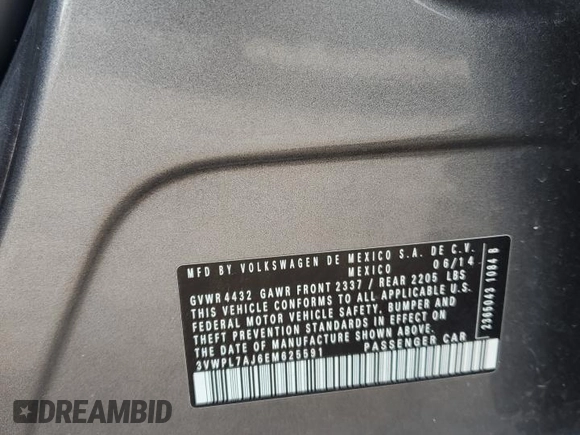 MFD BY VOLKSWAGEN DE MEXICO S.A. DE C.V.
MEXICO 06/14
GVWR 4432 GAWR FRONT 2337 / REAR 2205 LBS
THIS VEHICLE CONFORMS TO ALL APPLICABLE U.S.
FEDERAL MOTOR VEHICLE SAFETY, BUMPER AND
THEFT PREVENTION STANDARDS IN EFFECT ON
THE DATE OF MANUFACTURE SHOWN ABOVE.
3VWPL7AJ6EM625591 PASSENGER CAR
2365042 1084 B
DREAMBID